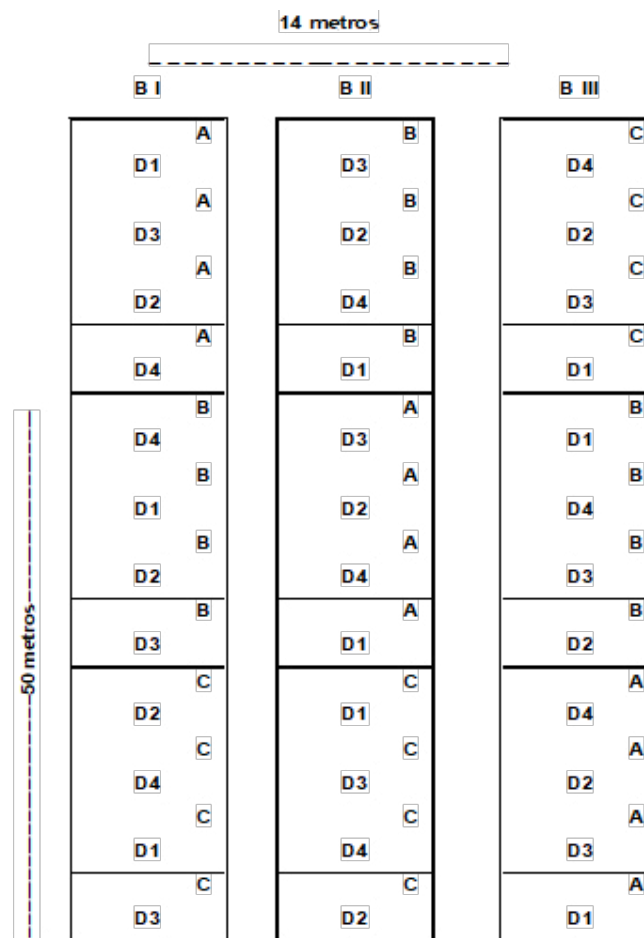 14 metros
B I B II B III
A B C
D1 D3 D4
A B C
D3 D2 D2
A B C
D2 D4 D3
A B C
D4 D1 D1
B A B
D4 D3 D1
B A B
D1 D2 D4
B A B
D2 D4 D3
B A B
D3 D1 D2
50 metros
C C A
D2 D1 D4
C C A
D4 D3 D2
C C A
D1 D4 D3
C C A
D3 D2 D1